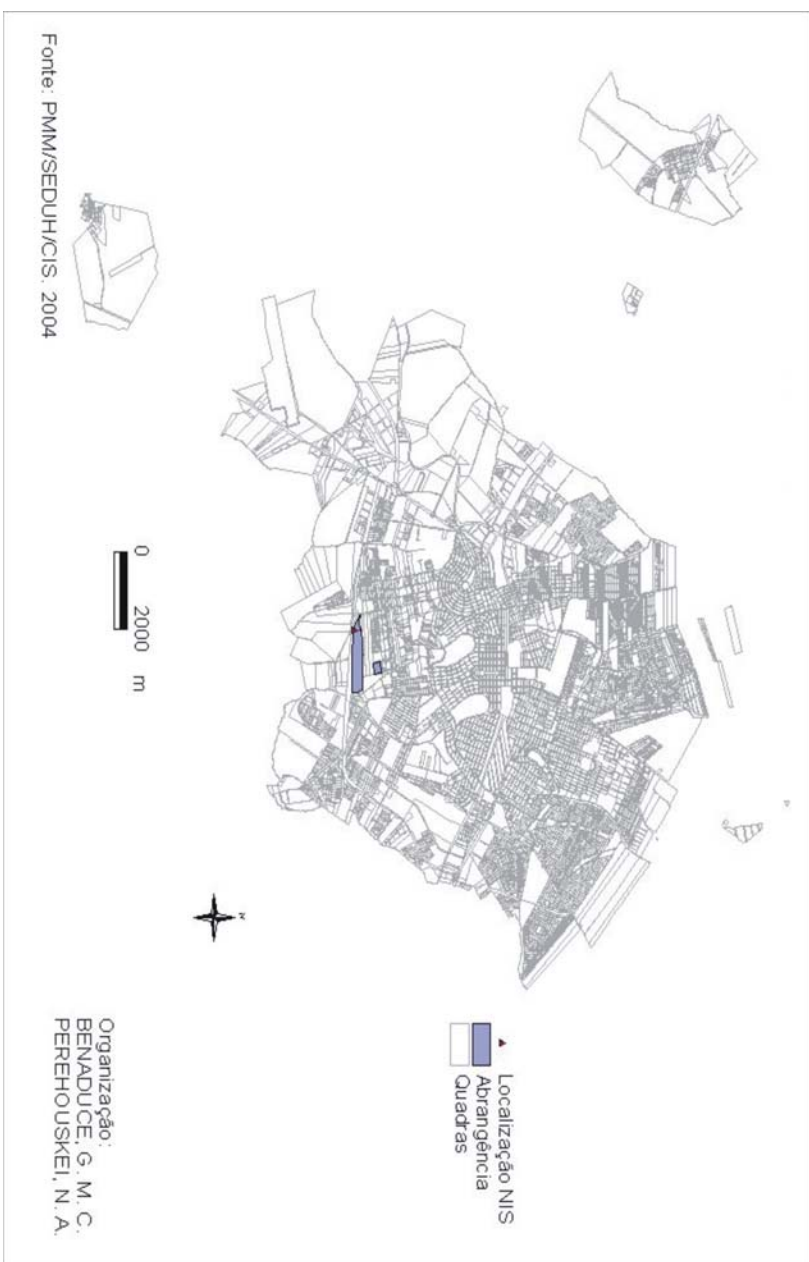 Localização NIS
Abrangência
Quadras
N
0 2000 m
Fonte: PMM/SEDUH/CIS. 2004
Organização:
BENADUCE, G. M. C.
PEREHOUSKEI, N. A.